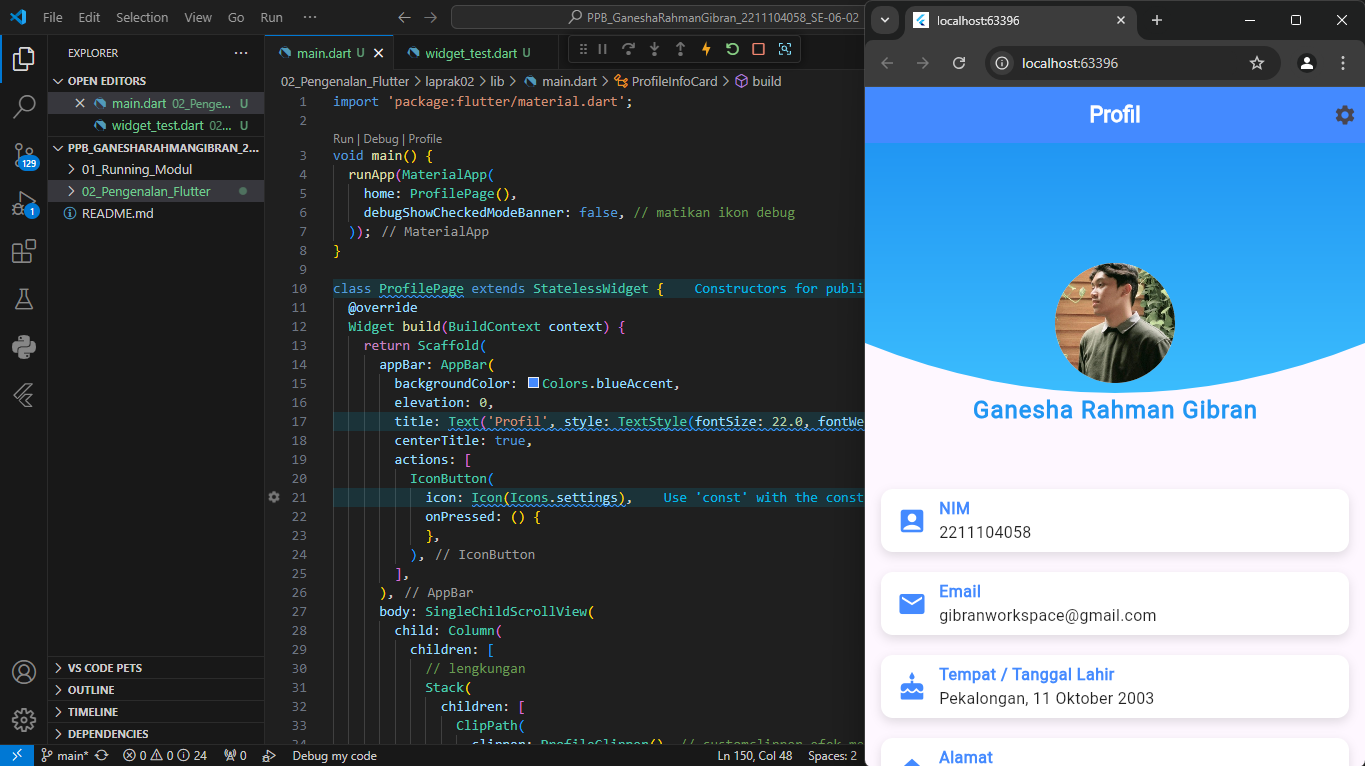 File Edit Selection View Go Run ···
PPB_GaneshaRahmanGibran_2211104058_SE-06-02
EXPLORER
OPEN EDITORS
main.dart 02_Penge... U
widget_test.dart 02... U
PPB_GANESHARAHMANGIBRAN_2...
01_Running_Modul
02_Pengenalan_Flutter
README.md
129
1
VS CODE PETS
OUTLINE
TIMELINE
DEPENDENCIES
main.dart U
widget_test.dart U
02_Pengenalan_Flutter > laprak02 > lib > main.dart > ProfileInfoCard > build
1 import 'package:flutter/material.dart';
2
Run | Debug | Profile
3 void main() {
4 runApp(MaterialApp(
5 home: ProfilePage(),
6 debugShowCheckedModeBanner: false, // matikan ikon debug
7 )); // MaterialApp
8 }
9
10 class ProfilePage extends StatelessWidget { Constructors for publi
11 @override
12 Widget build(BuildContext context) {
13 return Scaffold(
14 appBar: AppBar(
15 backgroundColor: Colors.blueAccent,
16 elevation: 0,
17 title: Text('Profil', style: TextStyle(fontSize: 22.0, fontWe
18 centerTitle: true,
19 actions: [
20 IconButton(
21 icon: Icon(Icons.settings), Use 'const' with the const
22 onPressed: () {
23 },
24 ), // IconButton
25 ],
26 ), // AppBar
27 body: SingleChildScrollView(
28 child: Column(
29 children: [
30 // lengkungan
31 Stack(
32 children: [
33 ClipPath(
main* 0 0 24 0 Debug my code Ln 150, Col 48 Spaces: 2
localhost:63396
localhost:63396
Profil
Ganesha Rahman Gibran
NIM
2211104058
Email
gibranworkspace@gmail.com
Tempat / Tanggal Lahir
Pekalongan, 11 Oktober 2003
Alamat